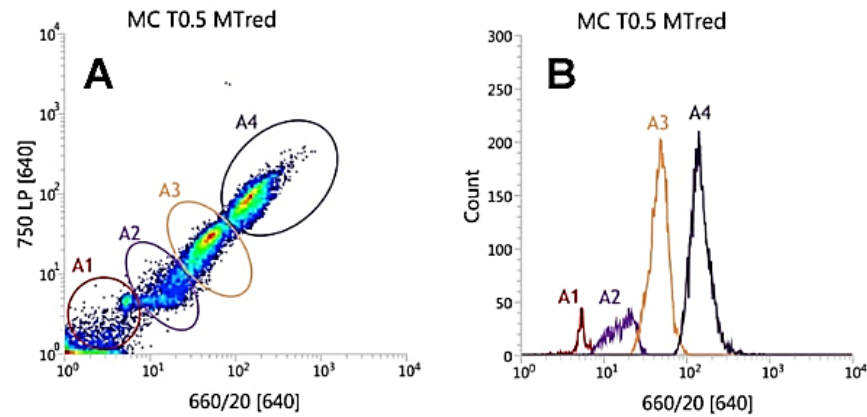 MC T0.5 MTred
A
A4
A3
A2
A1
750 LP [640]
10⁴
10³
10²
10¹
10⁰
10⁰ 10¹ 10² 10³ 10⁴
660/20 [640]
MC T0.5 MTred
B
A4
A3
A1 A2
Count
300
250
200
150
100
50
0
10⁰ 10¹ 10² 10³ 10⁴
660/20 [640]